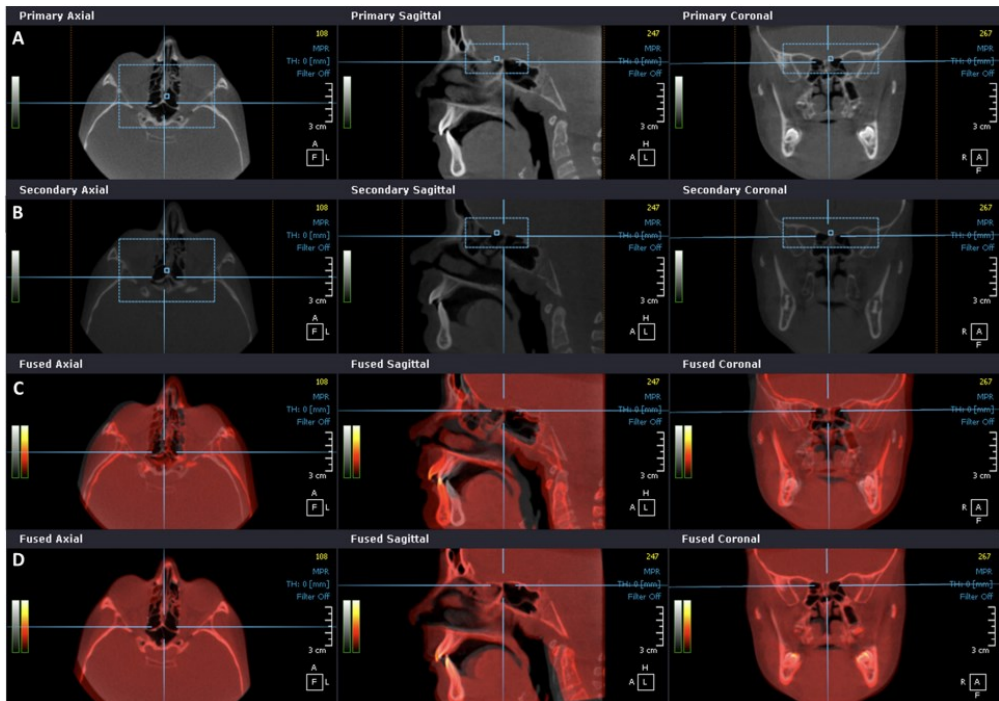 Primary Axial
Primary Sagittal
Primary Coronal
A
108
MPR
TH: 0 [mm]
Filter Off
3 cm
A
F L
247
MPR
TH: 0 [mm]
Filter Off
3 cm
H
A L
267
MPR
TH: 0 [mm]
Filter Off
3 cm
R A
F
Secondary Axial
Secondary Sagittal
Secondary Coronal
B
108
MPR
TH: 0 [mm]
Filter Off
3 cm
A
F L
247
MPR
TH: 0 [mm]
Filter Off
3 cm
H
A L
267
MPR
TH: 0 [mm]
Filter Off
3 cm
R A
F
Fused Axial
Fused Sagittal
Fused Coronal
C
108
MPR
TH: 0 [mm]
Filter Off
3 cm
A
F L
247
MPR
TH: 0 [mm]
Filter Off
3 cm
H
A L
267
MPR
TH: 0 [mm]
Filter Off
3 cm
R A
F
Fused Axial
Fused Sagittal
Fused Coronal
D
108
MPR
TH: 0 [mm]
Filter Off
3 cm
A
F L
247
MPR
TH: 0 [mm]
Filter Off
3 cm
H
A L
267
MPR
TH: 0 [mm]
Filter Off
3 cm
R A
F